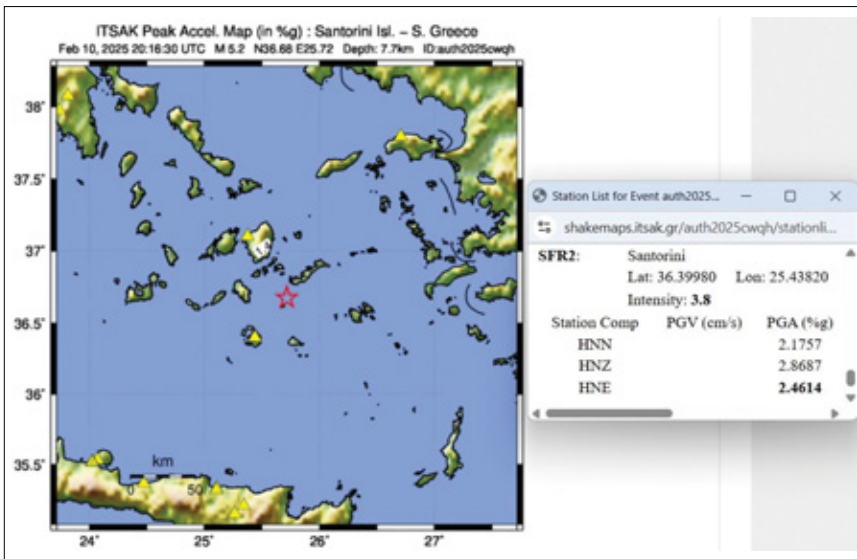 ITSAK Peak Accel. Map (in %g) : Santorini Isl. – S. Greece
Feb 10, 2025 20:16:30 UTC M 5.2 N36.68 E25.72 Depth: 7.7km ID:auth2025cwqh
38°
37.5°
37°
36.5°
36°
35.5°
km
0 50
24° 25° 26° 27°
Station List for Event auth2025...
shakemaps.itsak.gr/auth2025cwqh/stationli...
SFR2: Santorini
Lat: 36.39980 Lon: 25.43820
Intensity: 3.8
Station Comp PGV (cm/s) PGA (%g)
HNN 2.1757
HNZ 2.8687
HNE 2.4614